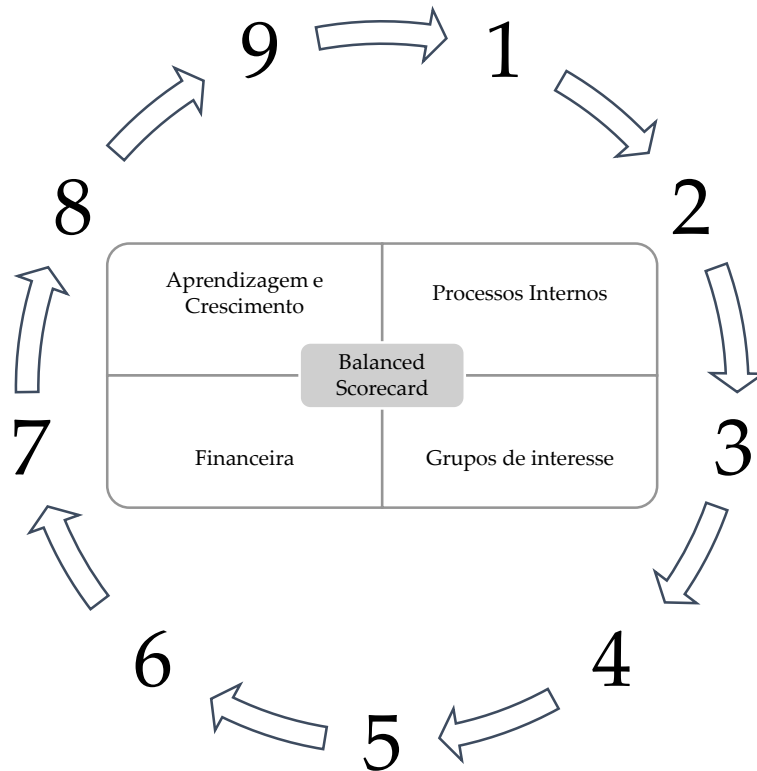 9
1
8
2
Aprendizagem e
Crescimento
Processos Internos
Balanced
Scorecard
7
Financeira
Grupos de interesse
3
6
4
5